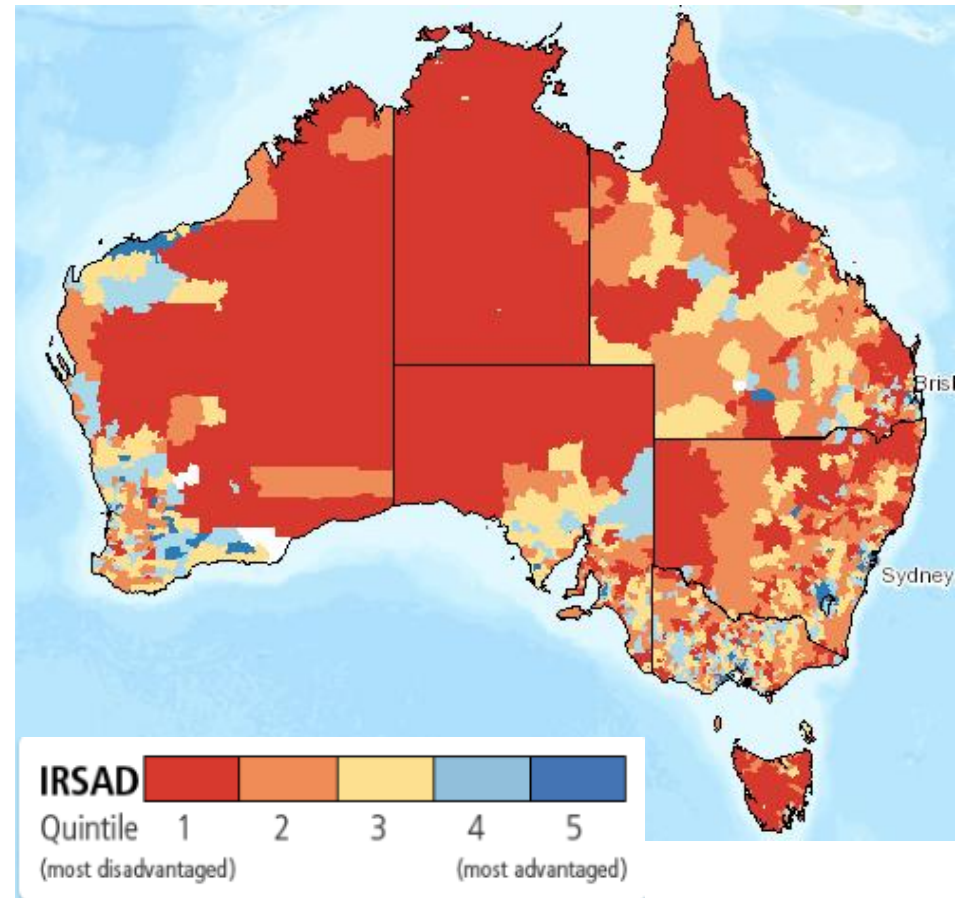 Brisl
Sydney
IRSAD
Quintile 1 2 3 4 5
(most disadvantaged) (most advantaged)